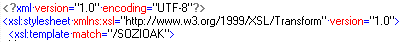 <?xml version="1.0" encoding="UTF-8"?>
<xsl:stylesheet xmlns:xsl="http://www.w3.org/1999/XSL/Transform" version="1.0">
<xsl:template match="/SOZIOAK">